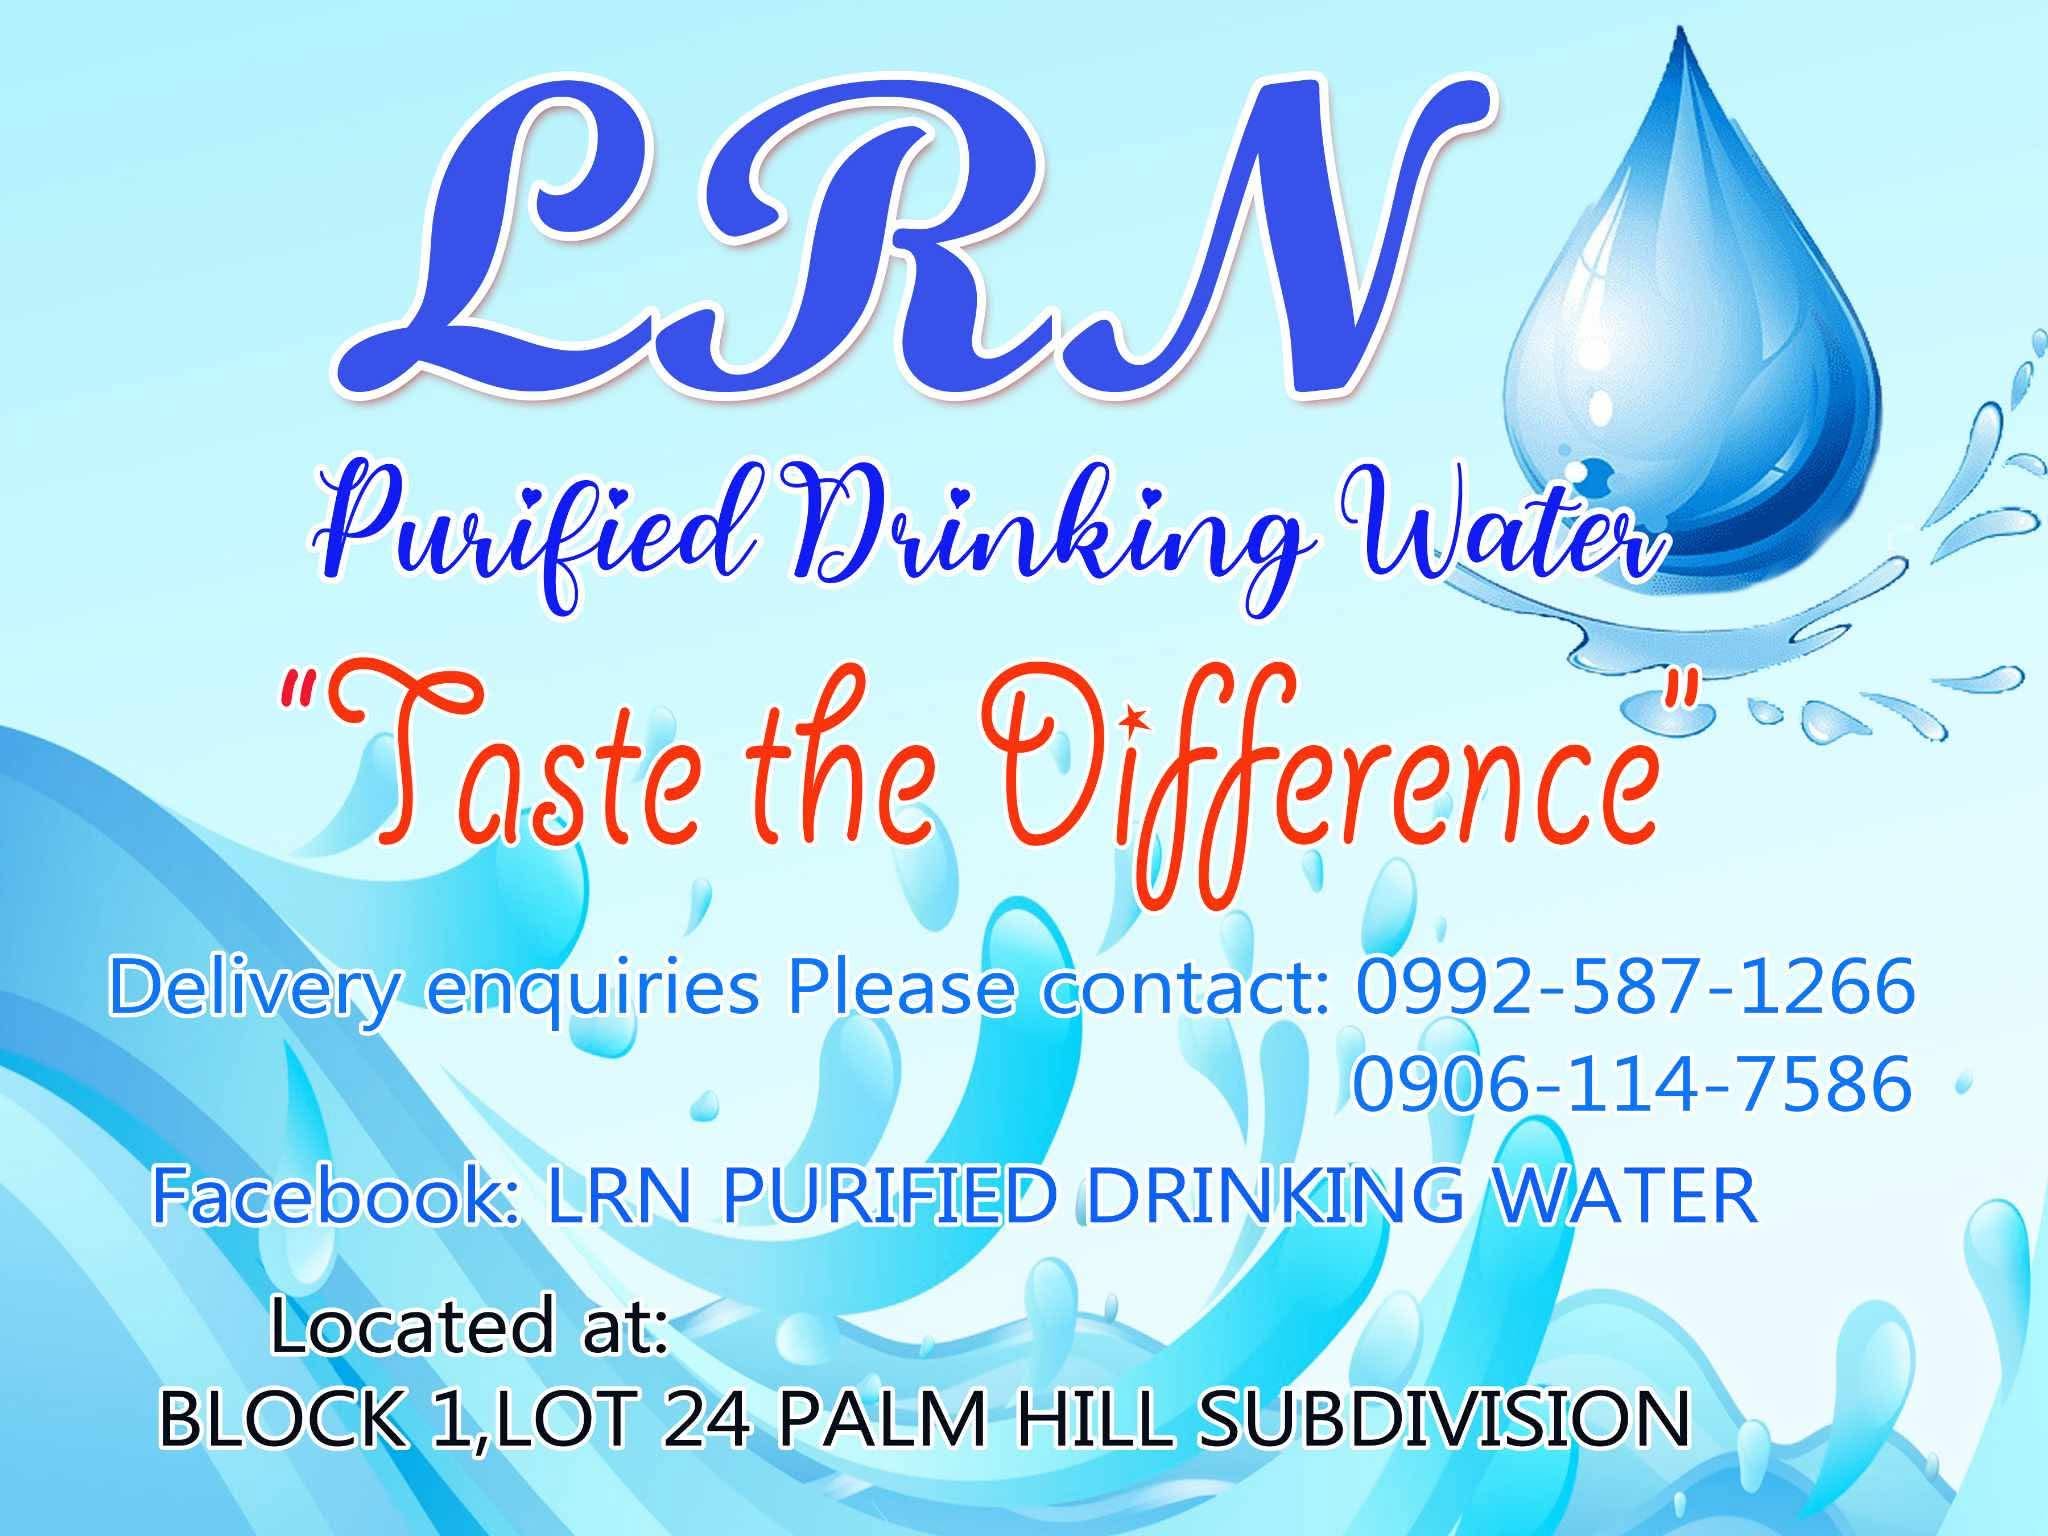 LRN
Purified Drinking Water
"Taste the Difference"
Delivery enquiries Please contact: 0992-587-1266
0906-114-7586
Facebook: LRN PURIFIED DRINKING WATER
Located at:
BLOCK 1,LOT 24 PALM HILL SUBDIVISION